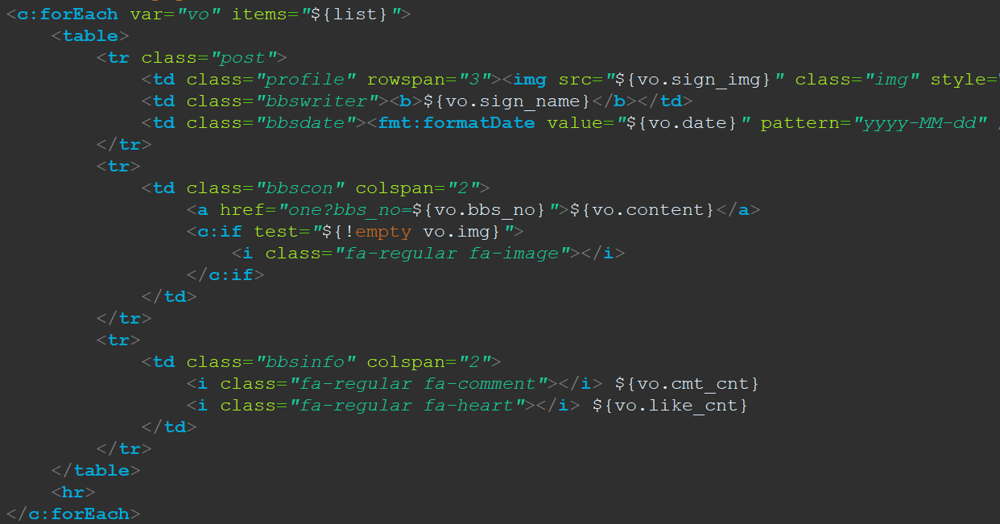 <c:forEach var="vo" items="${list}">
<table>
<tr class="post">
<td class="profile" rowspan="3"><img src="${vo.sign_img}" class="img" style=
<td class="bbswriter"><b>${vo.sign_name}</b></td>
<td class="bbsdate"><fmt:formatDate value="${vo.date}" pattern="yyyy-MM-dd" /
</tr>
<tr>
<td class="bbscon" colspan="2">
<a href="one?bbs_no=${vo.bbs_no}">${vo.content}</a>
<c:if test="${!empty vo.img}">
<i class="fa-regular fa-image"></i>
</c:if>
</td>
</tr>
<tr>
<td class="bbsinfo" colspan="2">
<i class="fa-regular fa-comment"></i> ${vo.cmt_cnt}
<i class="fa-regular fa-heart"></i> ${vo.like_cnt}
</td>
</tr>
</table>
<hr>
</c:forEach>